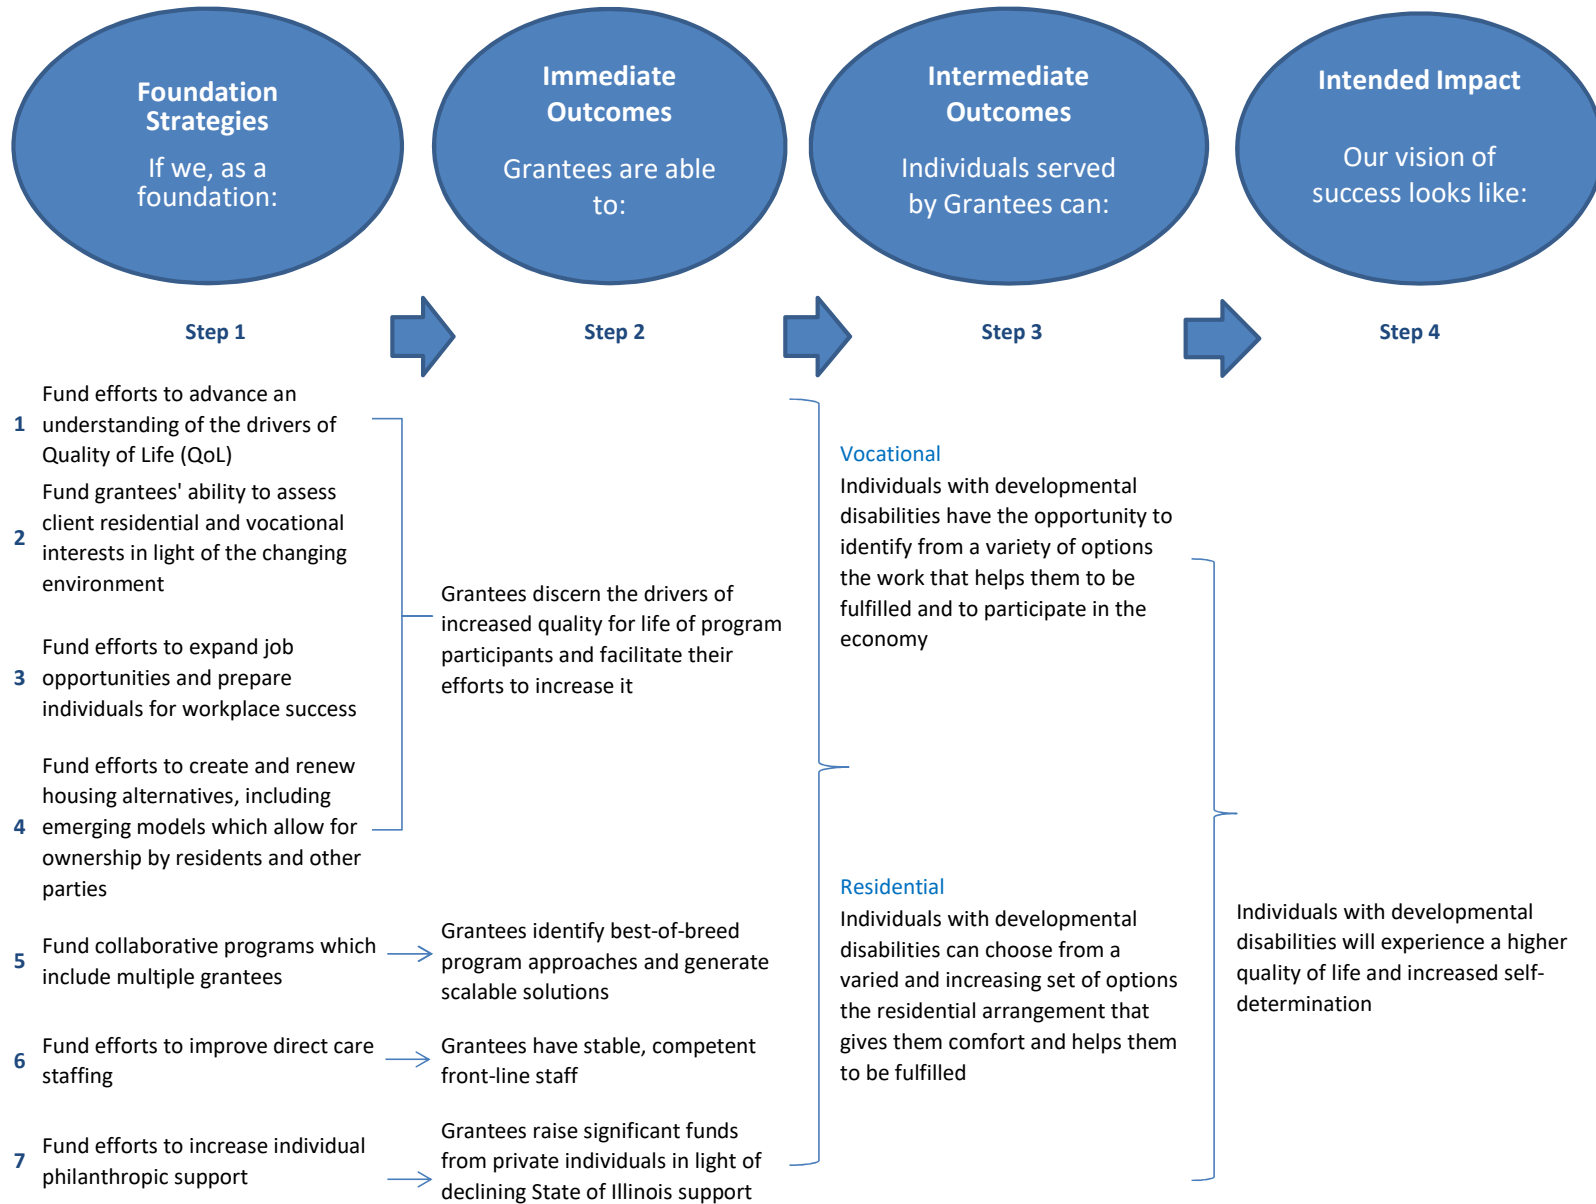 Foundation
Strategies
If we, as a
foundation:
Immediate
Outcomes
Grantees are able
to:
Intermediate
Outcomes
Individuals served
by Grantees can:
Intended Impact
Our vision of
success looks like:
Step 1
Step 2
Step 3
Step 4
1
Fund efforts to advance an
understanding of the drivers of
Quality of Life (QoL)
2
Fund grantees' ability to assess
client residential and vocational
interests in light of the changing
environment
3
Fund efforts to expand job
opportunities and prepare
individuals for workplace success
4
Fund efforts to create and renew
housing alternatives, including
emerging models which allow for
ownership by residents and other
parties
5
Fund collaborative programs which
include multiple grantees
6
Fund efforts to improve direct care
staffing
7
Fund efforts to increase individual
philanthropic support
Grantees discern the drivers of
increased quality for life of program
participants and facilitate their
efforts to increase it
Grantees identify best-of-breed
program approaches and generate
scalable solutions
Grantees have stable, competent
front-line staff
Grantees raise significant funds
from private individuals in light of
declining State of Illinois support
Vocational
Individuals with developmental
disabilities have the opportunity to
identify from a variety of options
the work that helps them to be
fulfilled and to participate in the
economy
Residential
Individuals with developmental
disabilities can choose from a
varied and increasing set of options
the residential arrangement that
gives them comfort and helps them
to be fulfilled
Individuals with developmental
disabilities will experience a higher
quality of life and increased self-
determination